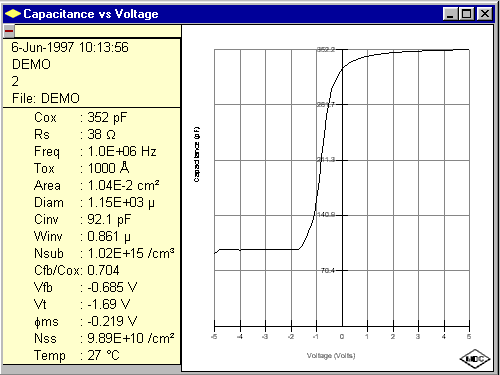 Capacitance vs Voltage
6-Jun-1997 10:13:56
DEMO
2
File: DEMO
Cox : 352 pF
Rs : 38 Ω
Freq : 1.0E+06 Hz
Tox : 1000 Å
Area : 1.04E-2 cm²
Diam : 1.15E+03 µ
Cinv : 92.1 pF
Winv : 0.861 µ
Nsub : 1.02E+15 /cm³
Cfb/Cox: 0.704
Vfb : -0.685 V
Vt : -1.69 V
ϕms : -0.219 V
Nss : 9.89E+10 /cm²
Temp : 27 °C
capacitance (pF)
352.2
281.7
211.3
140.9
70.4
-5 -4 -3 -2 -1 0 1 2 3 4 5
Voltage (Volts)
MDC